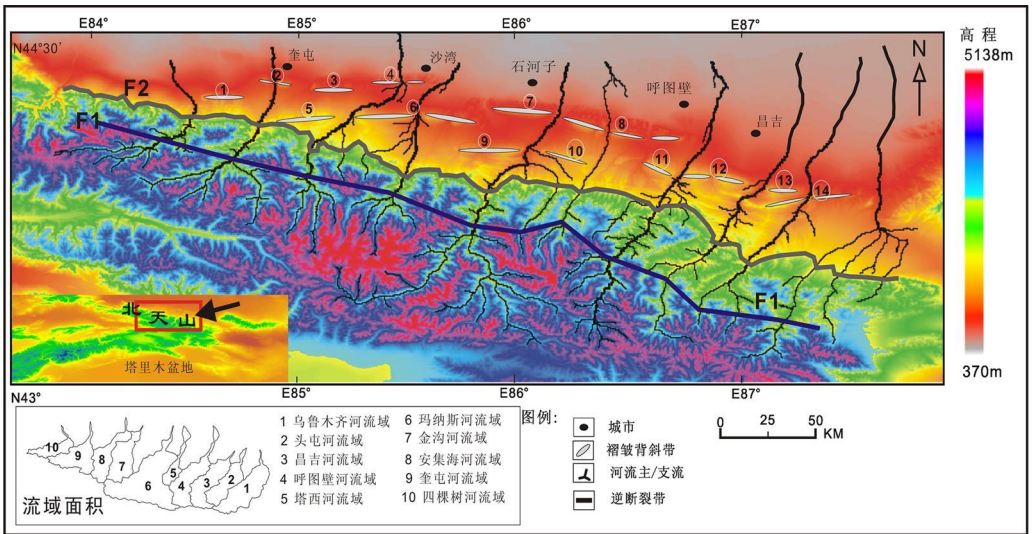 E84°
E85°
E86°
E87°
N44°30′
奎屯
沙湾
石河子
呼图壁
昌吉
N
高程
5138m
370m
F2
F1
F1
1
2
3
4
5
6
7
8
9
10
11
12
13
14
北天山
塔里木盆地
N43°
E85°
E86°
E87°
10
9
8
7
6
5
4
3
2
1
流域面积
1 乌鲁木齐河流域
2 头屯河流域
3 昌吉河流域
4 呼图壁河流域
5 塔西河流域
6 玛纳斯河流域
7 金沟河流域
8 安集海河流域
9 奎屯河流域
10 四棵树河流域
图例:
城市
褶皱背斜带
河流主/支流
逆断裂带
0 25 50
KM